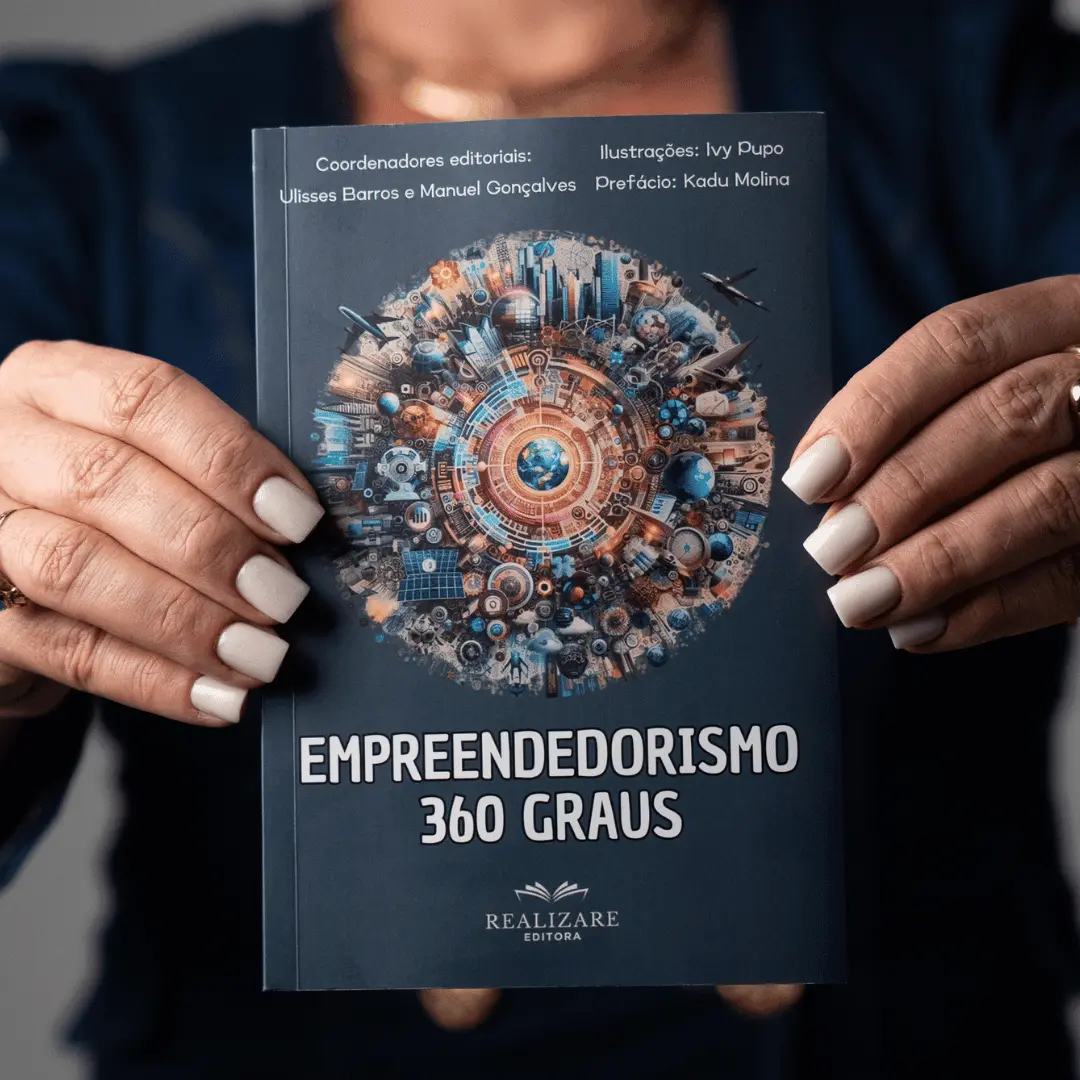 Coordenadores editoriais:
Ulisses Barros e Manuel Gonçalves
Ilustrações: Ivy Pupo
Prefácio: Kadu Molina
EMPREENDEDORISMO
360 GRAUS
REALIZARE
EDITORA